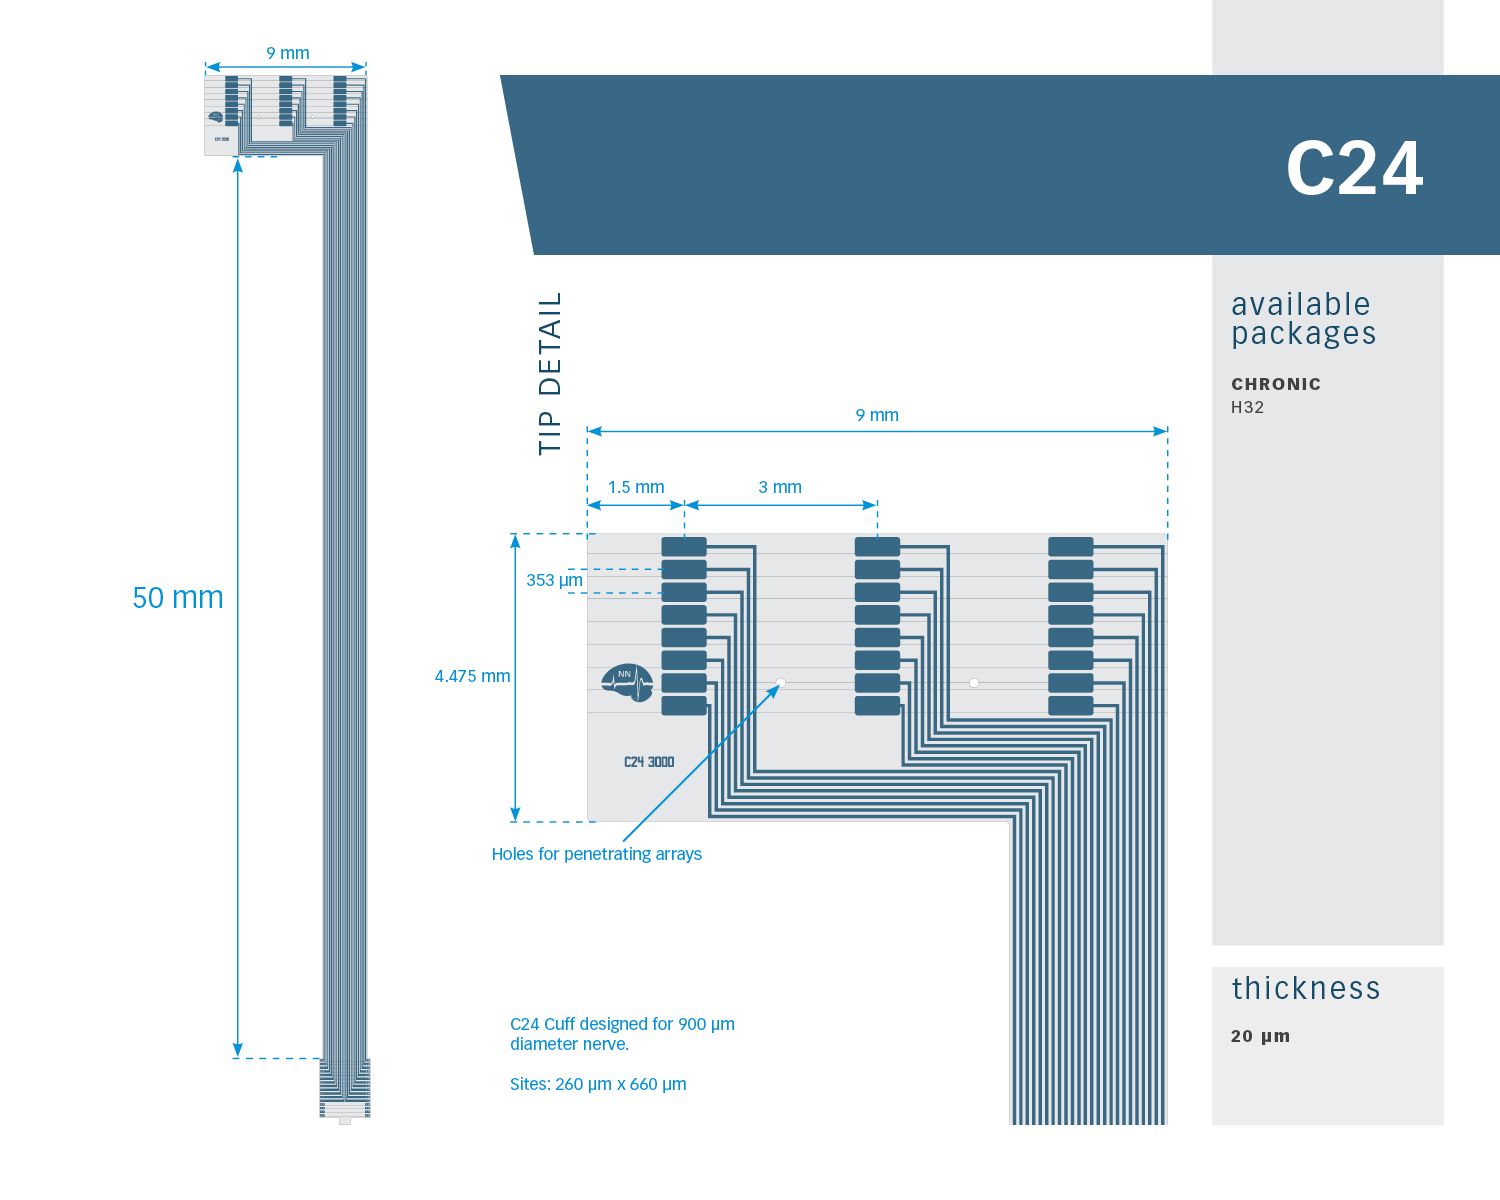 9 mm
C24 3000
50 mm
C24
TIP DETAIL
9 mm
1.5 mm
3 mm
353 µm
4.475 mm
NN
C24 3000
Holes for penetrating arrays
C24 Cuff designed for 900 µm
diameter nerve.
Sites: 260 µm x 660 µm
available
packages
CHRONIC
H32
thickness
20 µm